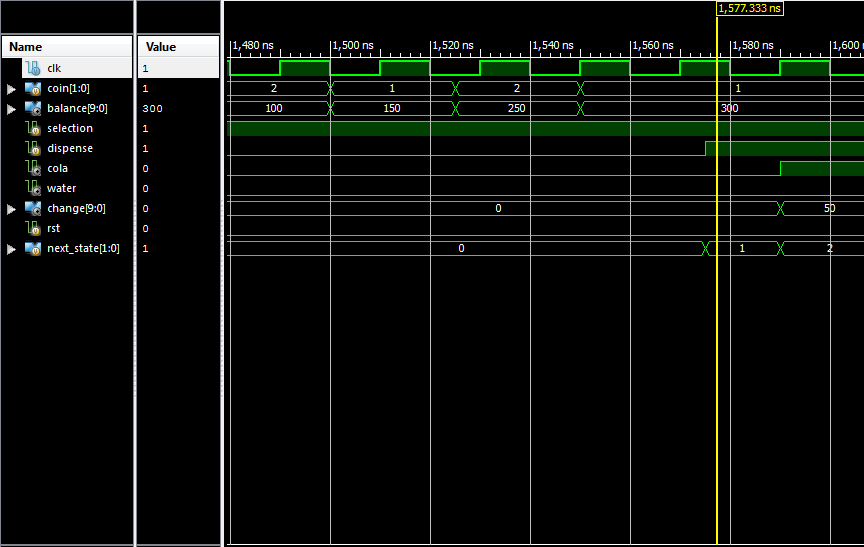 1,577.333 ns
Name Value 1,480 ns 1,500 ns 1,520 ns 1,540 ns 1,560 ns 1,580 ns 1,600
clk 1
coin[1:0] 1 2 1 2 1
balance[9:0] 300 100 150 250 300
selection 1
dispense 1
cola 0
water 0
change[9:0] 0 0 50
rst 0
next_state[1:0] 1 0 1 2